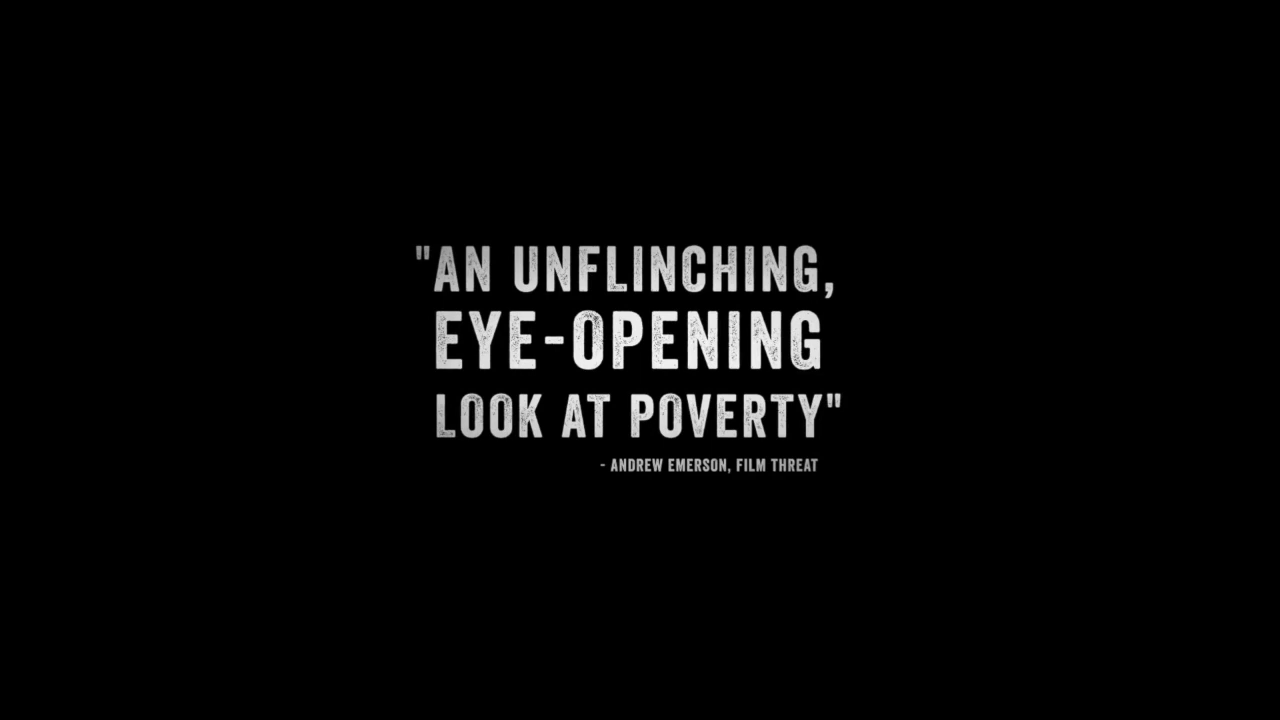 "AN UNFLINCHING,
EYE-OPENING
LOOK AT POVERTY"
- ANDREW EMERSON, FILM THREAT